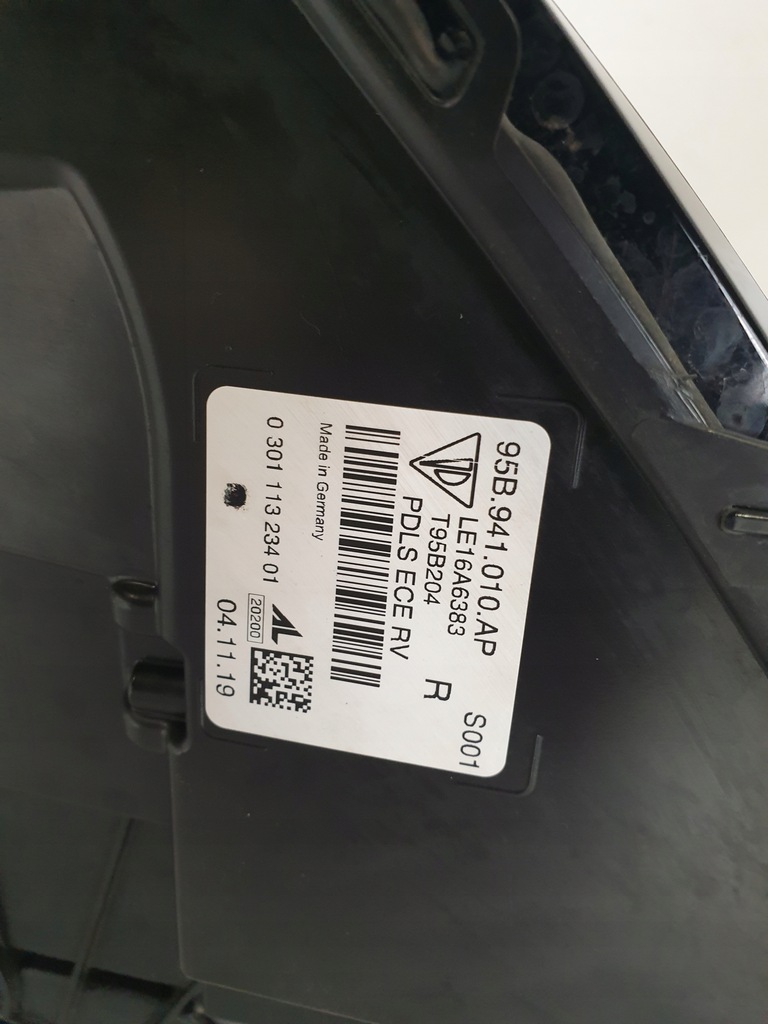 95B.941.010.AP S001
LE16A6383
T95B204 R
PDLS ECE RV
Made in Germany
0 301 113 234 01 AL
20200
04.11.19